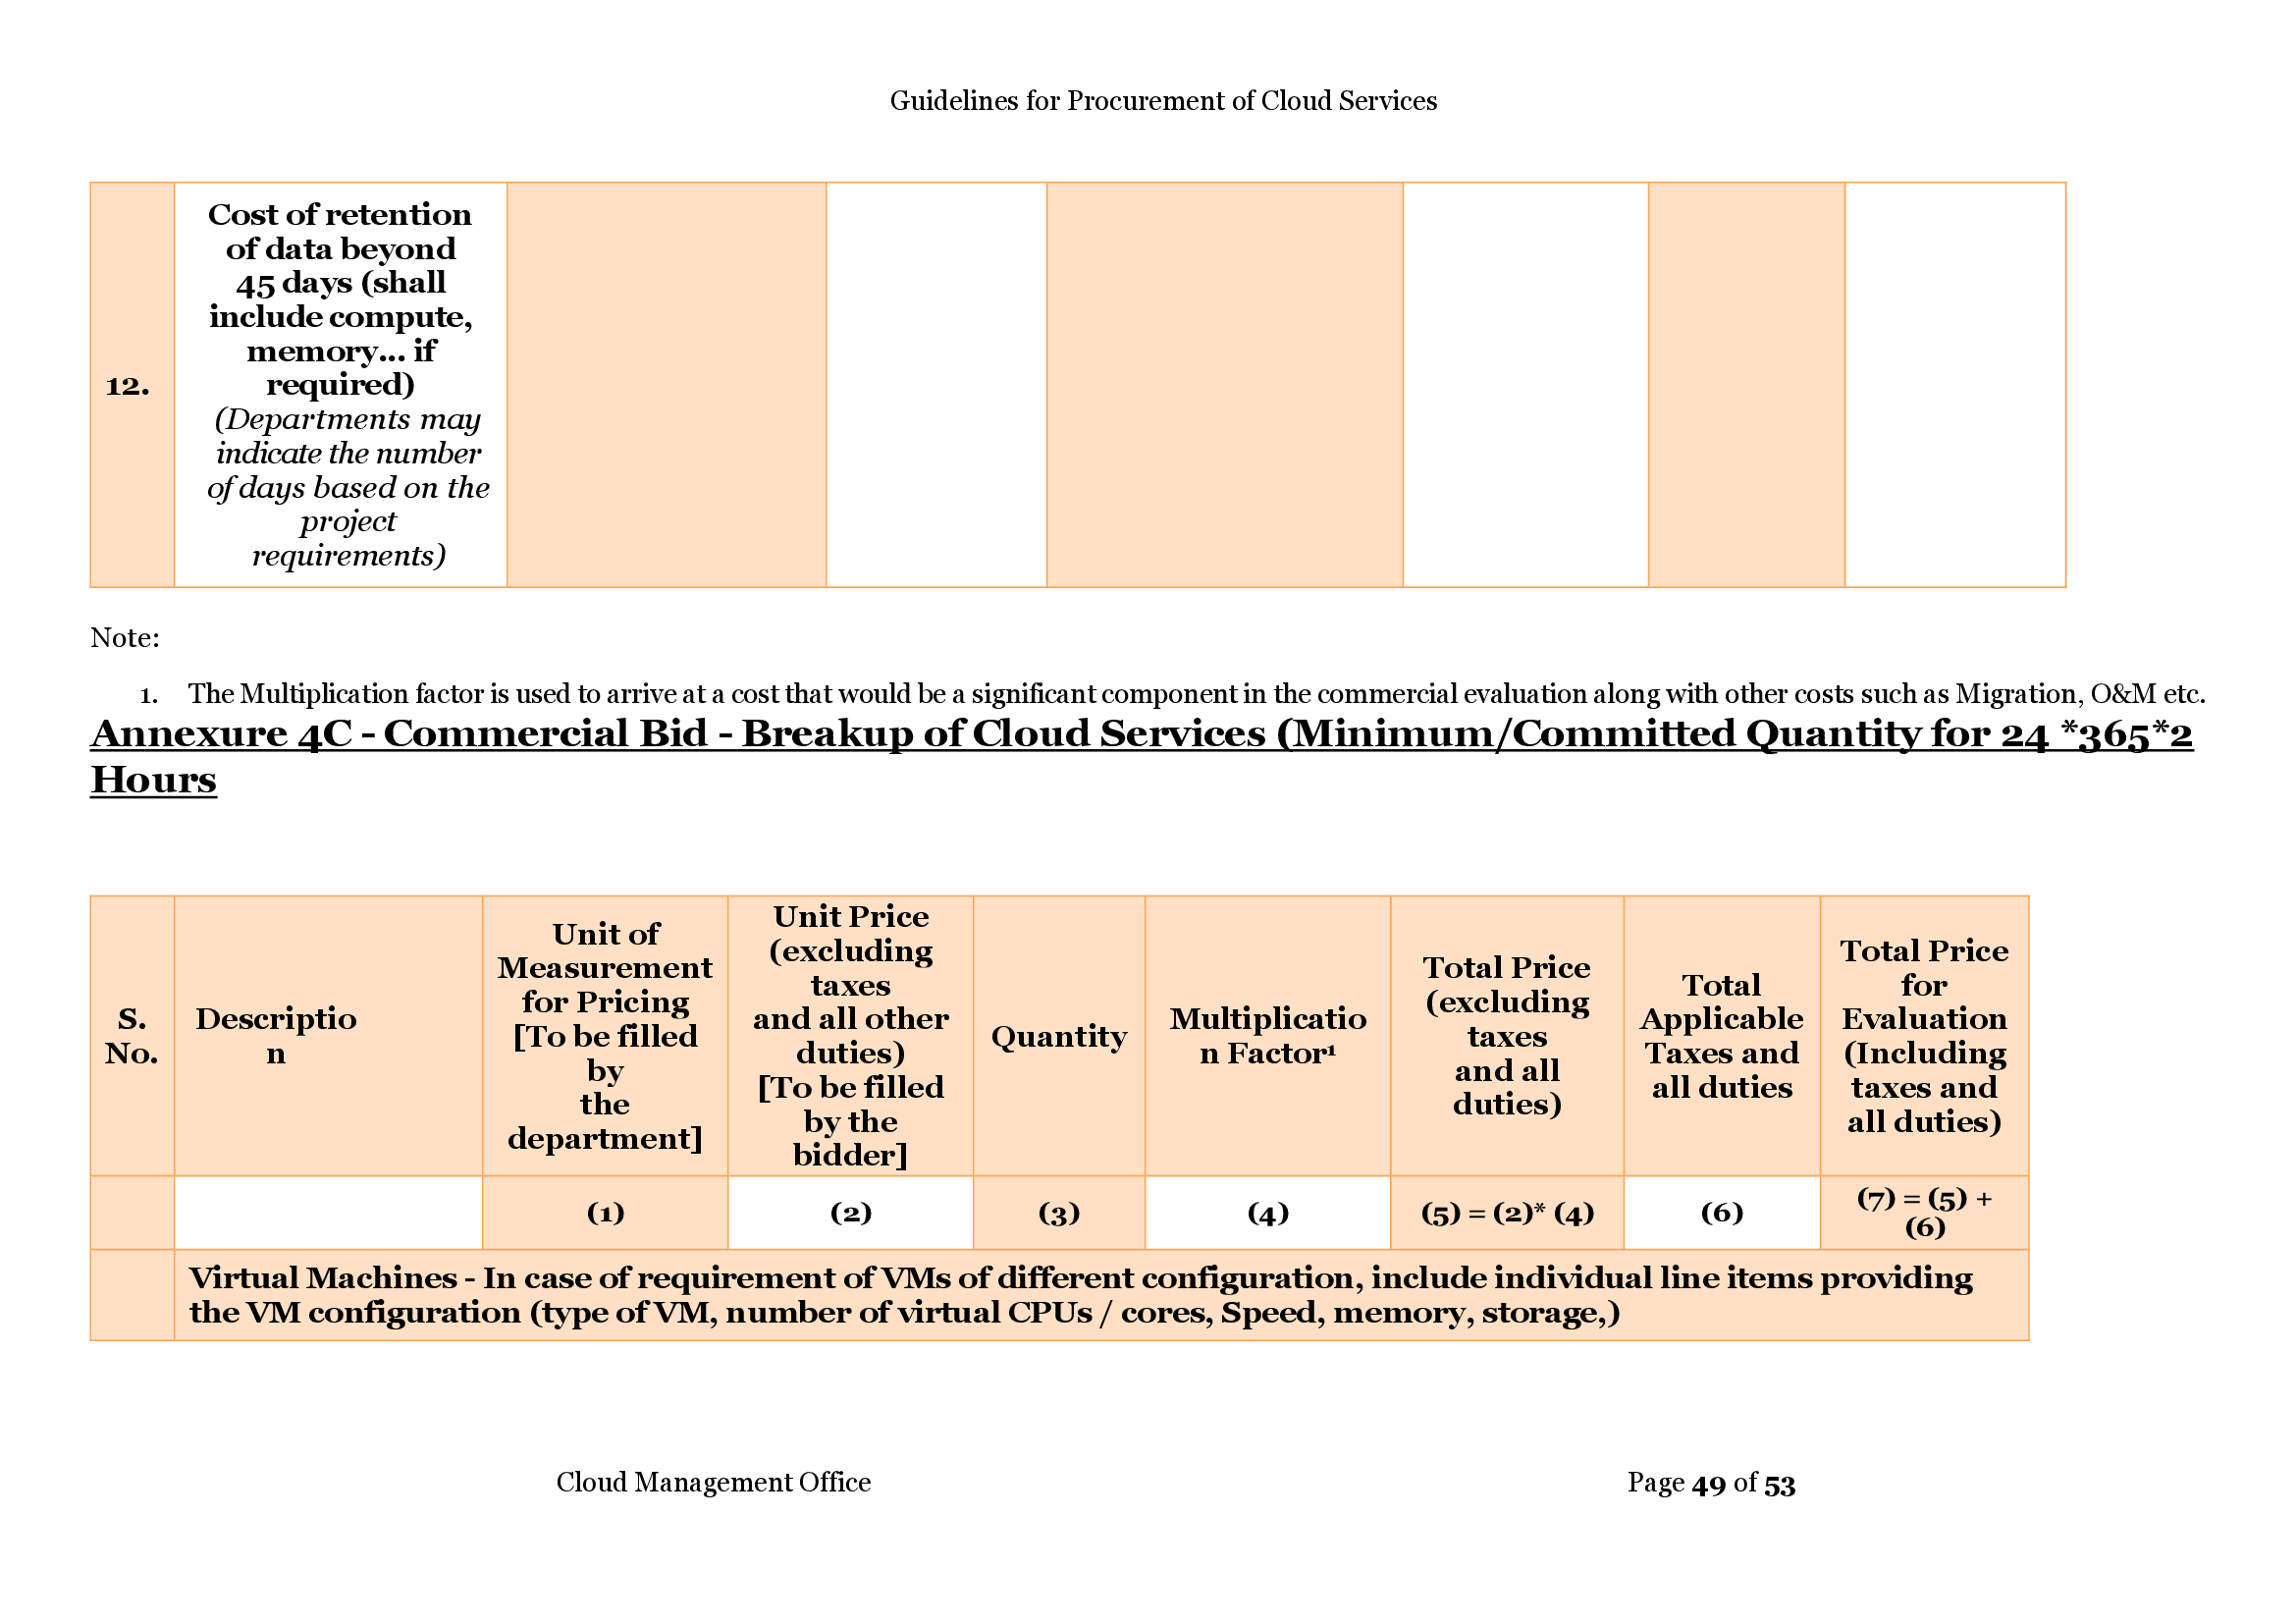 Guidelines for Procurement of Cloud Services
12.
Cost of retention
of data beyond
45 days (shall
include compute,
memory... if
required)
(Departments may
indicate the number
of days based on the
project
requirements)
Note:
1. The Multiplication factor is used to arrive at a cost that would be a significant component in the commercial evaluation along with other costs such as Migration, O&M etc.
Annexure 4C - Commercial Bid - Breakup of Cloud Services (Minimum/Committed Quantity for 24 *365*2
Hours
S.
No.
Descriptio
n
Unit of
Measurement
for Pricing
[To be filled
by
the
department]
Unit Price
(excluding
taxes
and all other
duties)
[To be filled
by the
bidder]
Quantity
Multiplicatio
n Factor¹
Total Price
(excluding
taxes
and all
duties)
Total
Applicable
Taxes and
all duties
Total Price
for
Evaluation
(Including
taxes and
all duties)
(1)
(2)
(3)
(4)
(5) = (2)* (4)
(6)
(7) = (5) +
(6)
Virtual Machines - In case of requirement of VMs of different configuration, include individual line items providing
the VM configuration (type of VM, number of virtual CPUs / cores, Speed, memory, storage,)
Cloud Management Office
Page 49 of 53